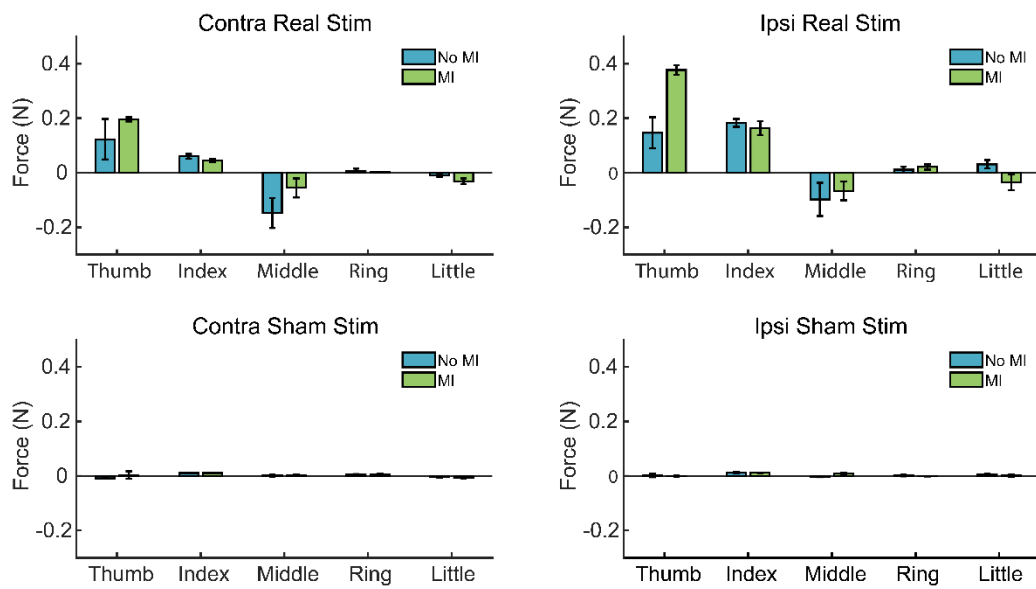 Contra Real Stim
No MI
MI
Force (N)
0.4
0.2
0
-0.2
Thumb Index Middle Ring Little
Ipsi Real Stim
No MI
MI
Force (N)
0.4
0.2
0
-0.2
Thumb Index Middle Ring Little
Contra Sham Stim
No MI
MI
Force (N)
0.4
0.2
0
-0.2
Thumb Index Middle Ring Little
Ipsi Sham Stim
No MI
MI
Force (N)
0.4
0.2
0
-0.2
Thumb Index Middle Ring Little